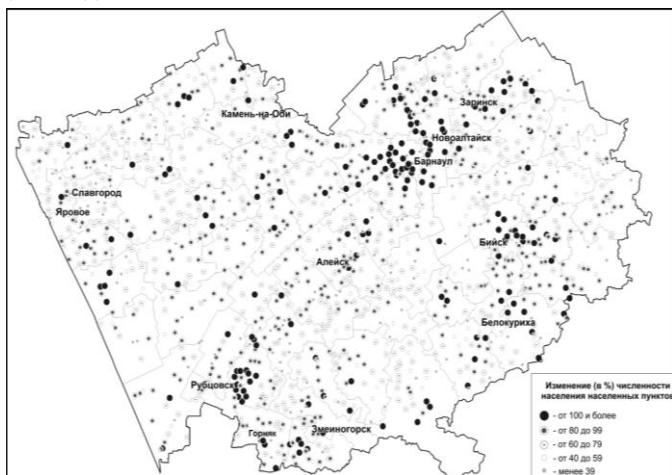 Камень-на-Оби
Заринск
Новоалтайск
Барнаул
Славгород
Яровое
Бийск
Алейск
Белокуриха
Рубцовск
Змеиногорск
Горняк
Изменение (в %) численности
населения населенных пунктов
- от 100 и более
- от 80 до 99
- от 60 до 79
- от 40 до 59
- менее 39